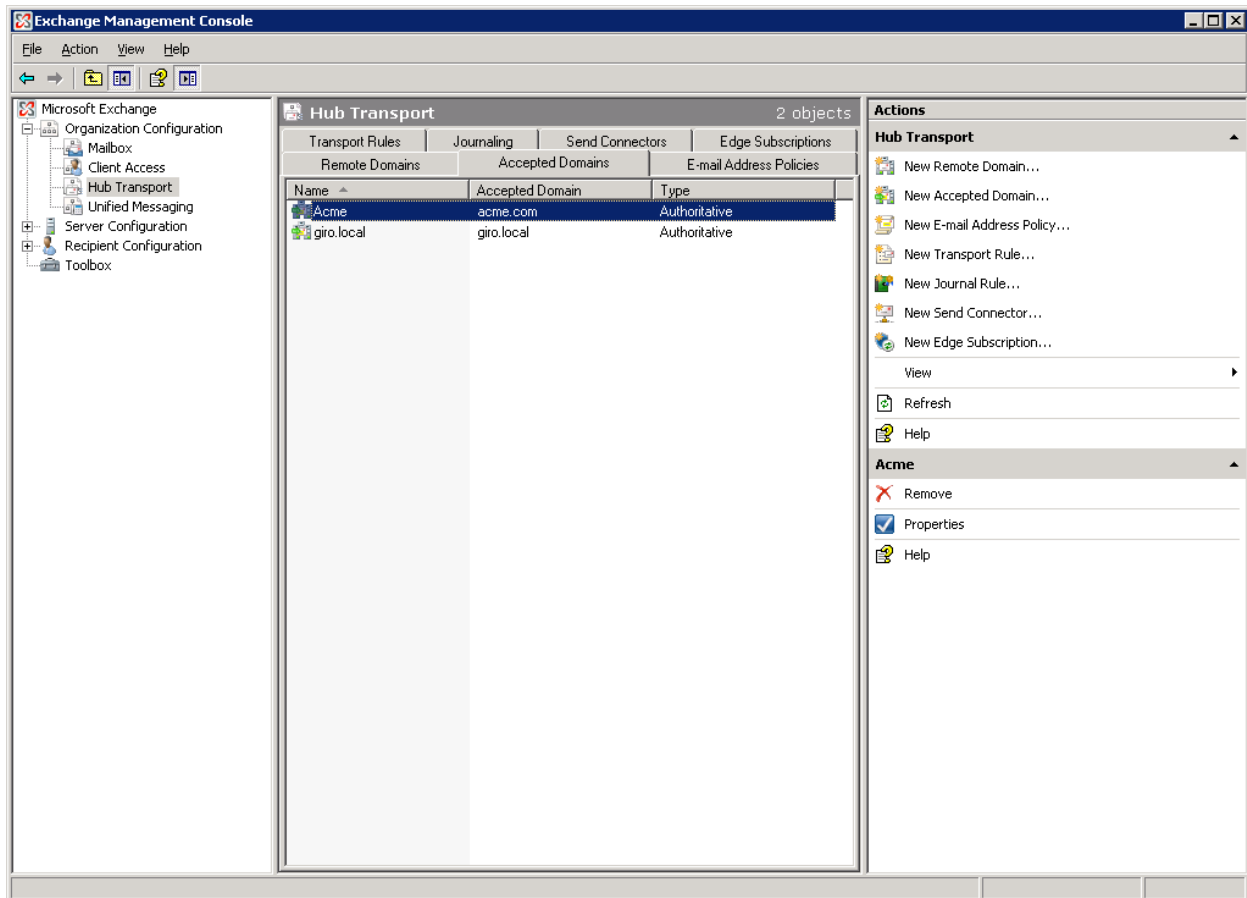 Exchange Management Console
File Action View Help
Microsoft Exchange
Organization Configuration
Mailbox
Client Access
Hub Transport
Unified Messaging
Server Configuration
Recipient Configuration
Toolbox
Hub Transport 2 objects
Transport Rules Journaling Send Connectors Edge Subscriptions
Remote Domains Accepted Domains E-mail Address Policies
Name Accepted Domain Type
Acme acme.com Authoritative
giro.local giro.local Authoritative
Actions
Hub Transport
New Remote Domain...
New Accepted Domain...
New E-mail Address Policy...
New Transport Rule...
New Journal Rule...
New Send Connector...
New Edge Subscription...
View
Refresh
Help
Acme
Remove
Properties
Help